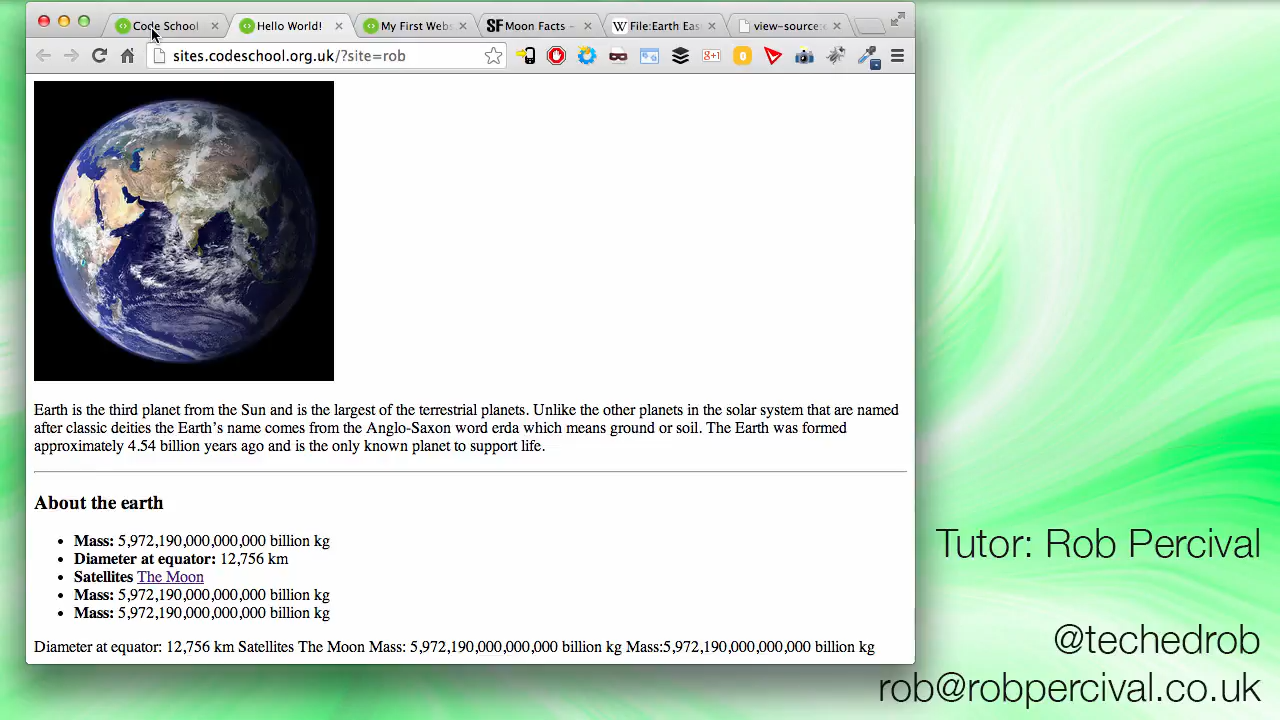 Code School
Hello World!
My First Webs
SF Moon Facts -
W File:Earth Eas
view-source:
sites.codeschool.org.uk/?site=rob
g+1
0
Earth is the third planet from the Sun and is the largest of the terrestrial planets. Unlike the other planets in the solar system that are named
after classic deities the Earth’s name comes from the Anglo-Saxon word erda which means ground or soil. The Earth was formed
approximately 4.54 billion years ago and is the only known planet to support life.
About the earth
• Mass: 5,972,190,000,000,000 billion kg
• Diameter at equator: 12,756 km
• Satellites The Moon
• Mass: 5,972,190,000,000,000 billion kg
• Mass: 5,972,190,000,000,000 billion kg
Diameter at equator: 12,756 km Satellites The Moon Mass: 5,972,190,000,000,000 billion kg Mass:5,972,190,000,000,000 billion kg
Tutor: Rob Percival
@techedrob
rob@robpercival.co.uk